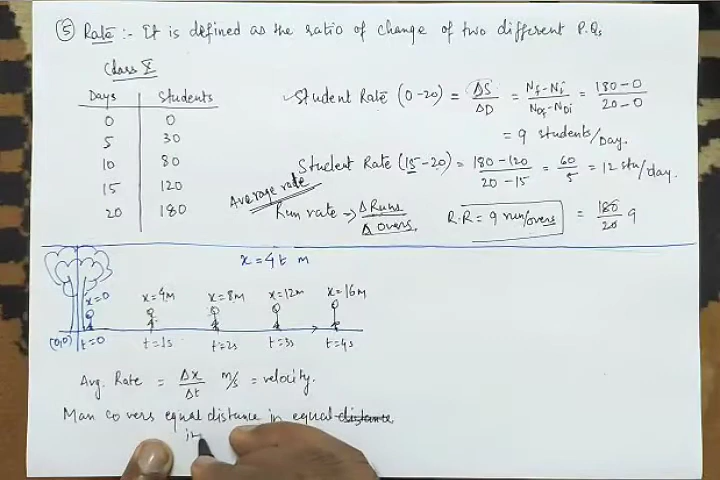 ⑤ Rate :- It is defined as the ratio of change of two different P.Qs
Class X
Days Students
0 0
5 30
10 80
15 120
20 180
Student Rate (0-20) = ΔS/ΔD = (Nf - Ni)/(NDf - NDi) = (180-0)/(20-0)
= 9 students/Day.
Student Rate (15-20) = (180-120)/(20-15) = 60/5 = 12 stu/day.
Average rate
Run rate → ΔRuns/ΔOvers. R.R = 9 run/overs = 180/20 9
x = 4t m
x=0 x=4m x=8m x=12m x=16m
(0,0) t=0 t=1s t=2s t=3s t=4s
Avg. Rate = Δx/Δt m/s = velocity.
Man covers equal distance in equal distance
in